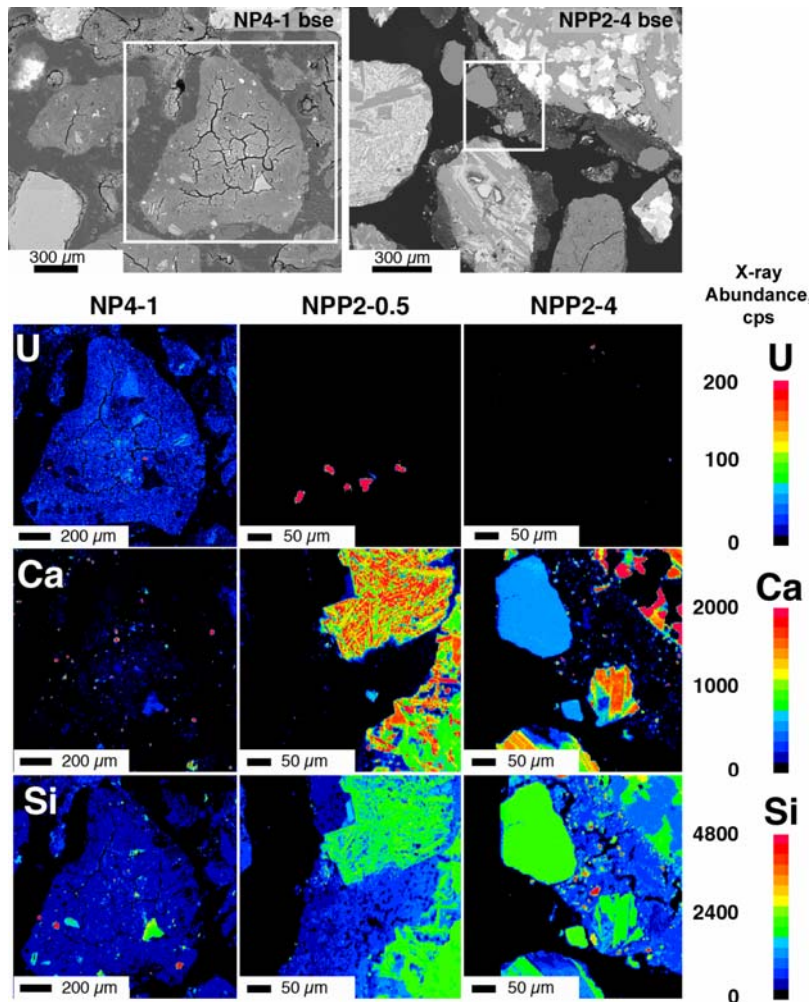 NP4-1 bse
NPP2-4 bse
300 µm
300 µm
X-ray
Abundance,
cps
NP4-1
NPP2-0.5
NPP2-4
U
U
200
100
0
200 µm
50 µm
50 µm
Ca
Ca
2000
1000
0
200 µm
50 µm
50 µm
Si
Si
4800
2400
0
200 µm
50 µm
50 µm